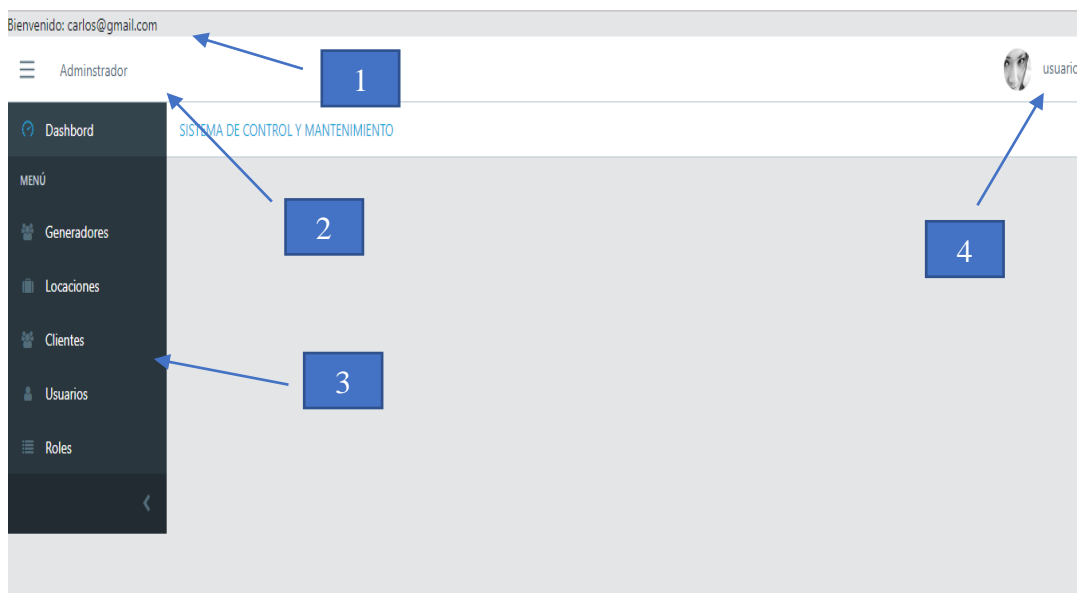 Bienvenido: carlos@gmail.com
Adminstrador
usuario
1
Dashbord
SISTEMA DE CONTROL Y MANTENIMIENTO
MENÚ
2
Generadores
4
Locaciones
Clientes
3
Usuarios
Roles